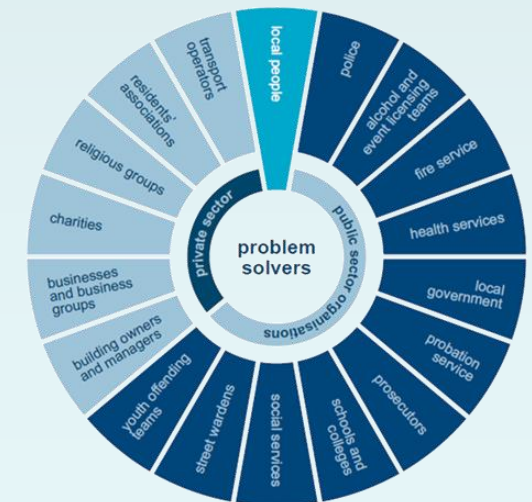 local people
police
alcohol and
event licensing
teams
fire service
health services
local
government
probation
service
prosecutors
schools and
colleges
social services
street wardens
youth offending
teams
building owners
and managers
businesses
and business
groups
charities
religious groups
residents'
associations
transport
operators
private sector
public sector organisations
problem
solvers